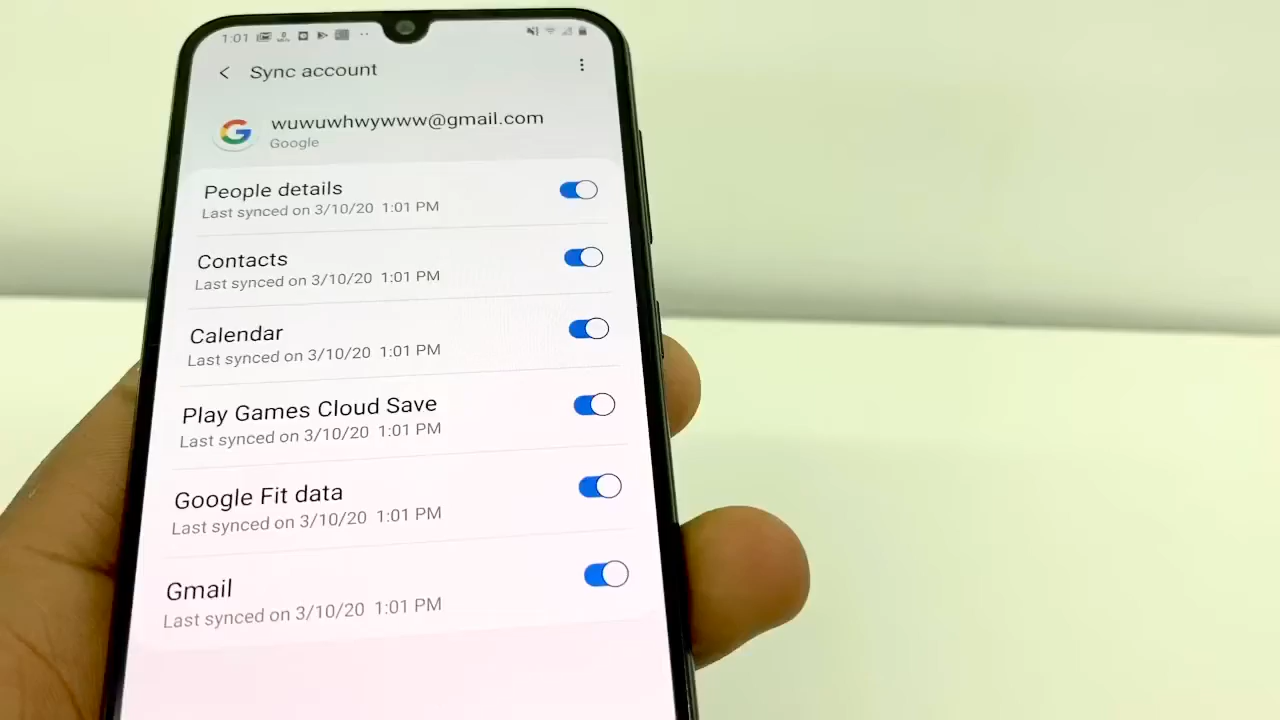 1:01
Sync account
wuwuwhwywww@gmail.com
Google
People details
Last synced on 3/10/20 1:01 PM
Contacts
Last synced on 3/10/20 1:01 PM
Calendar
Last synced on 3/10/20 1:01 PM
Play Games Cloud Save
Last synced on 3/10/20 1:01 PM
Google Fit data
Last synced on 3/10/20 1:01 PM
Gmail
Last synced on 3/10/20 1:01 PM